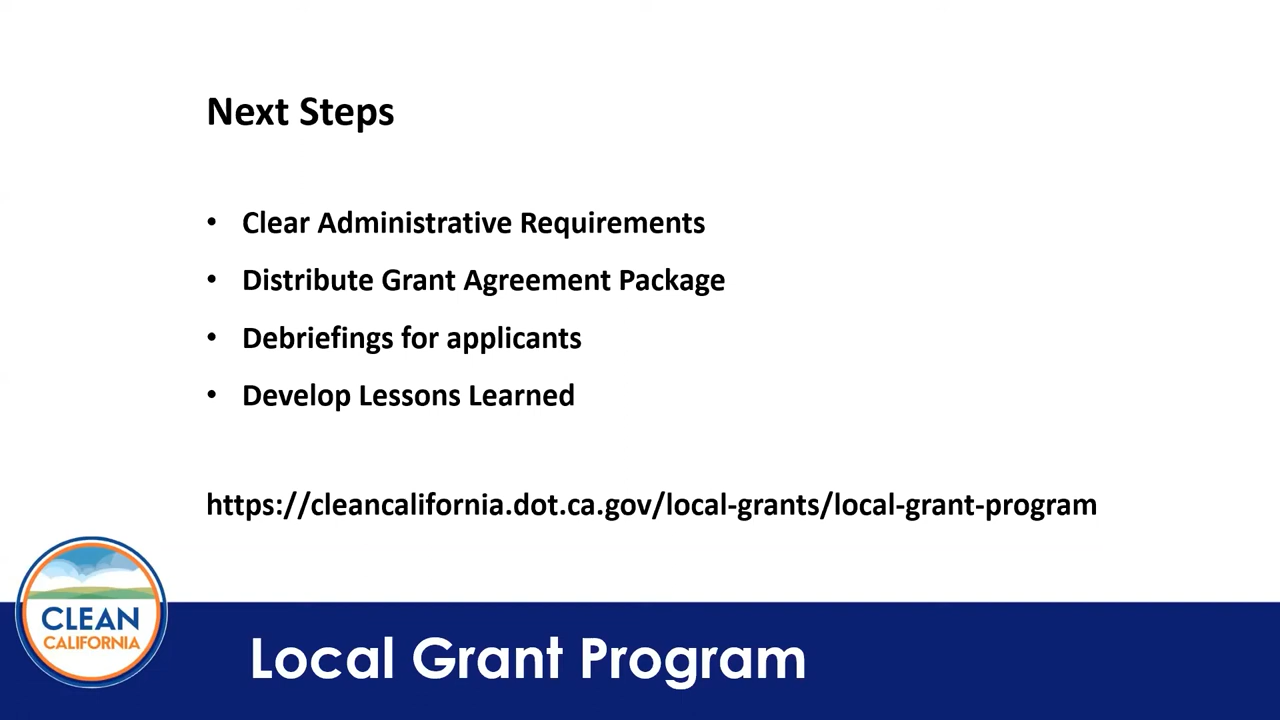 Next Steps
• Clear Administrative Requirements
• Distribute Grant Agreement Package
• Debriefings for applicants
• Develop Lessons Learned
https://cleancalifornia.dot.ca.gov/local-grants/local-grant-program
CLEAN
CALIFORNIA
Local Grant Program